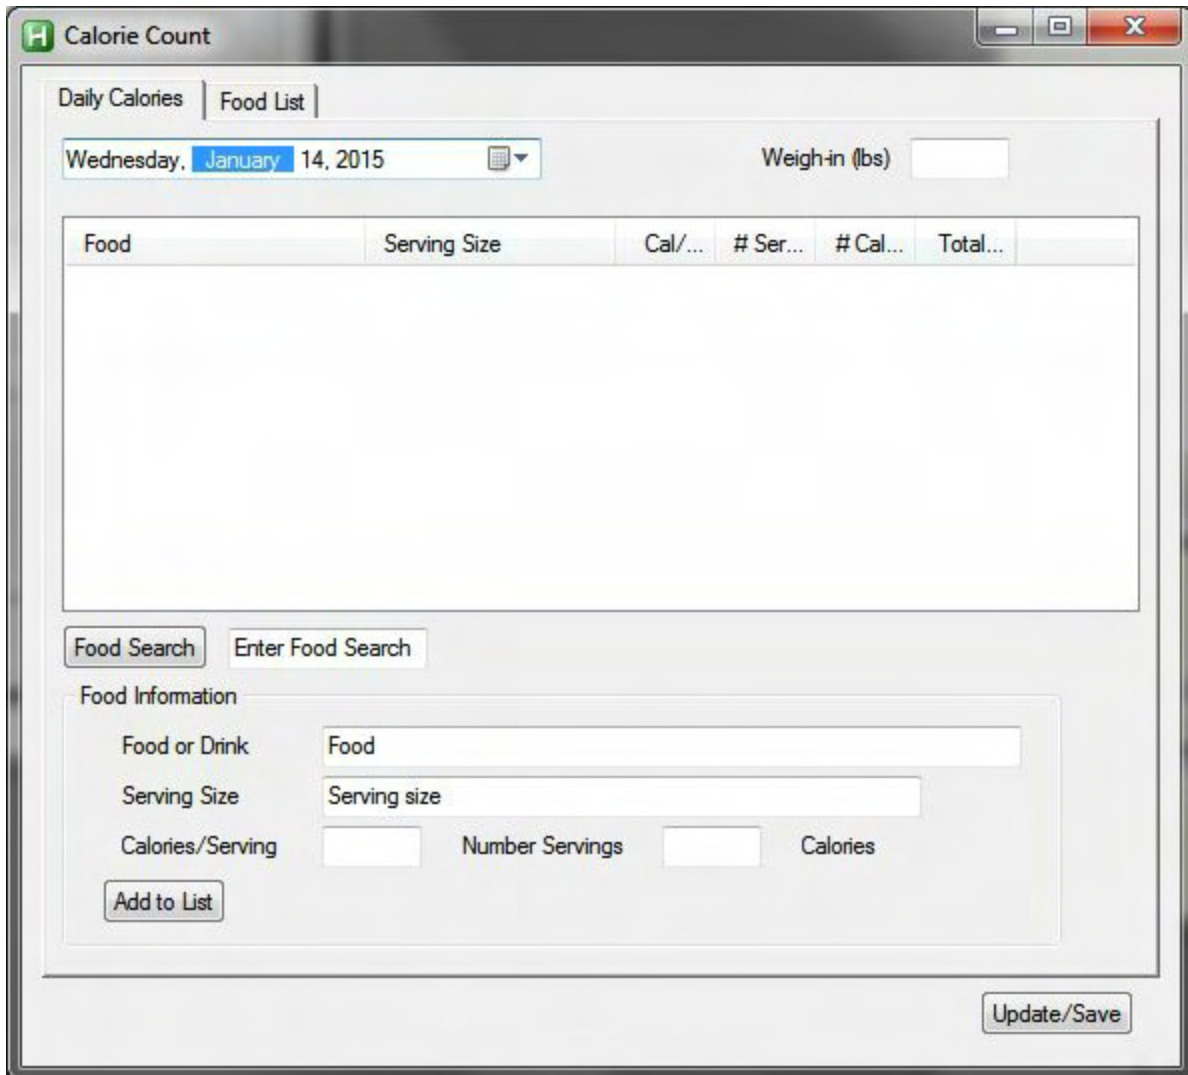 Calorie Count
Daily Calories Food List
Wednesday, January 14, 2015 Weigh-in (lbs)
Food Serving Size Cal/... # Ser... # Cal... Total...
Food Search Enter Food Search
Food Information
Food or Drink Food
Serving Size Serving size
Calories/Serving Number Servings Calories
Add to List
Update/Save